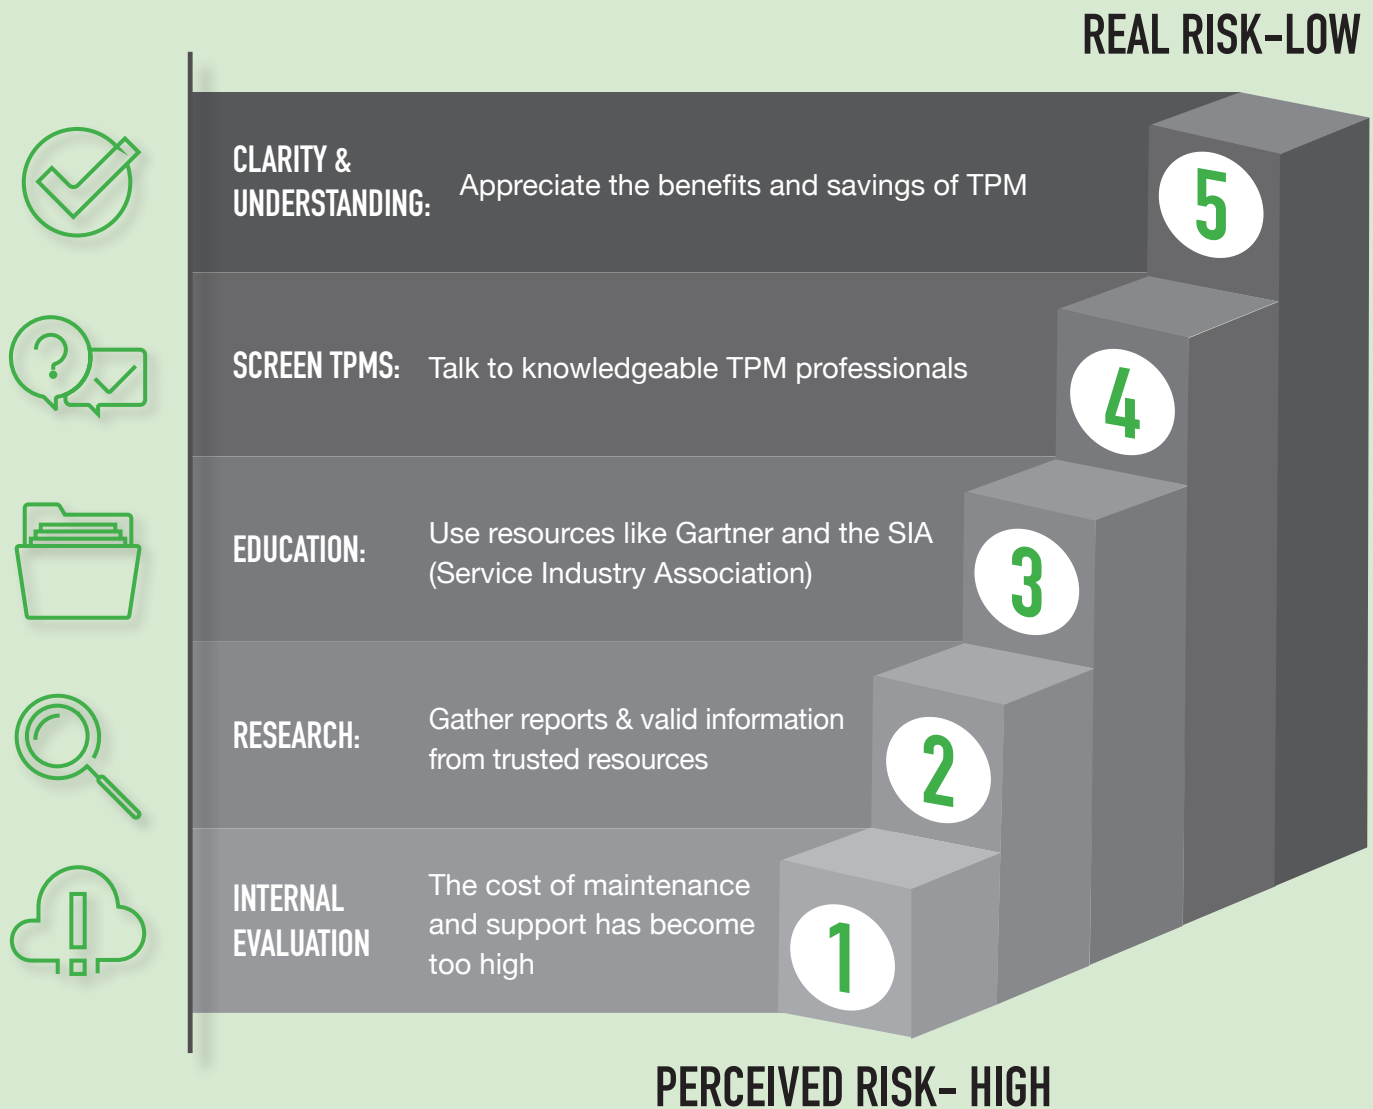 REAL RISK–LOW
CLARITY &
UNDERSTANDING:
Appreciate the benefits and savings of TPM
5
SCREEN TPMS:
Talk to knowledgeable TPM professionals
4
EDUCATION:
Use resources like Gartner and the SIA
(Service Industry Association)
3
RESEARCH:
Gather reports & valid information
from trusted resources
2
INTERNAL
EVALUATION
The cost of maintenance
and support has become
too high
1
PERCEIVED RISK– HIGH